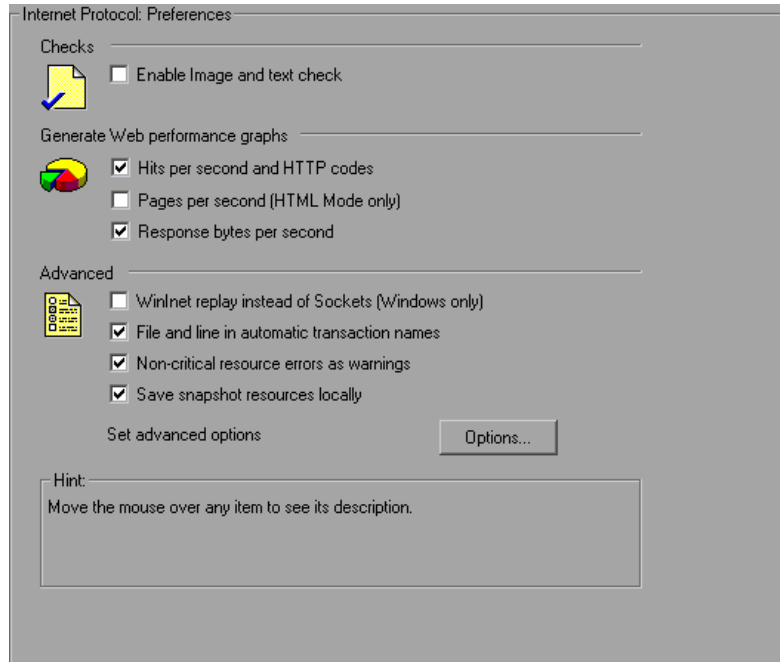 Internet Protocol: Preferences
Checks
Enable Image and text check
Generate Web performance graphs
Hits per second and HTTP codes
Pages per second (HTML Mode only)
Response bytes per second
Advanced
WinInet replay instead of Sockets (Windows only)
File and line in automatic transaction names
Non-critical resource errors as warnings
Save snapshot resources locally
Set advanced options Options...
Hint:
Move the mouse over any item to see its description.